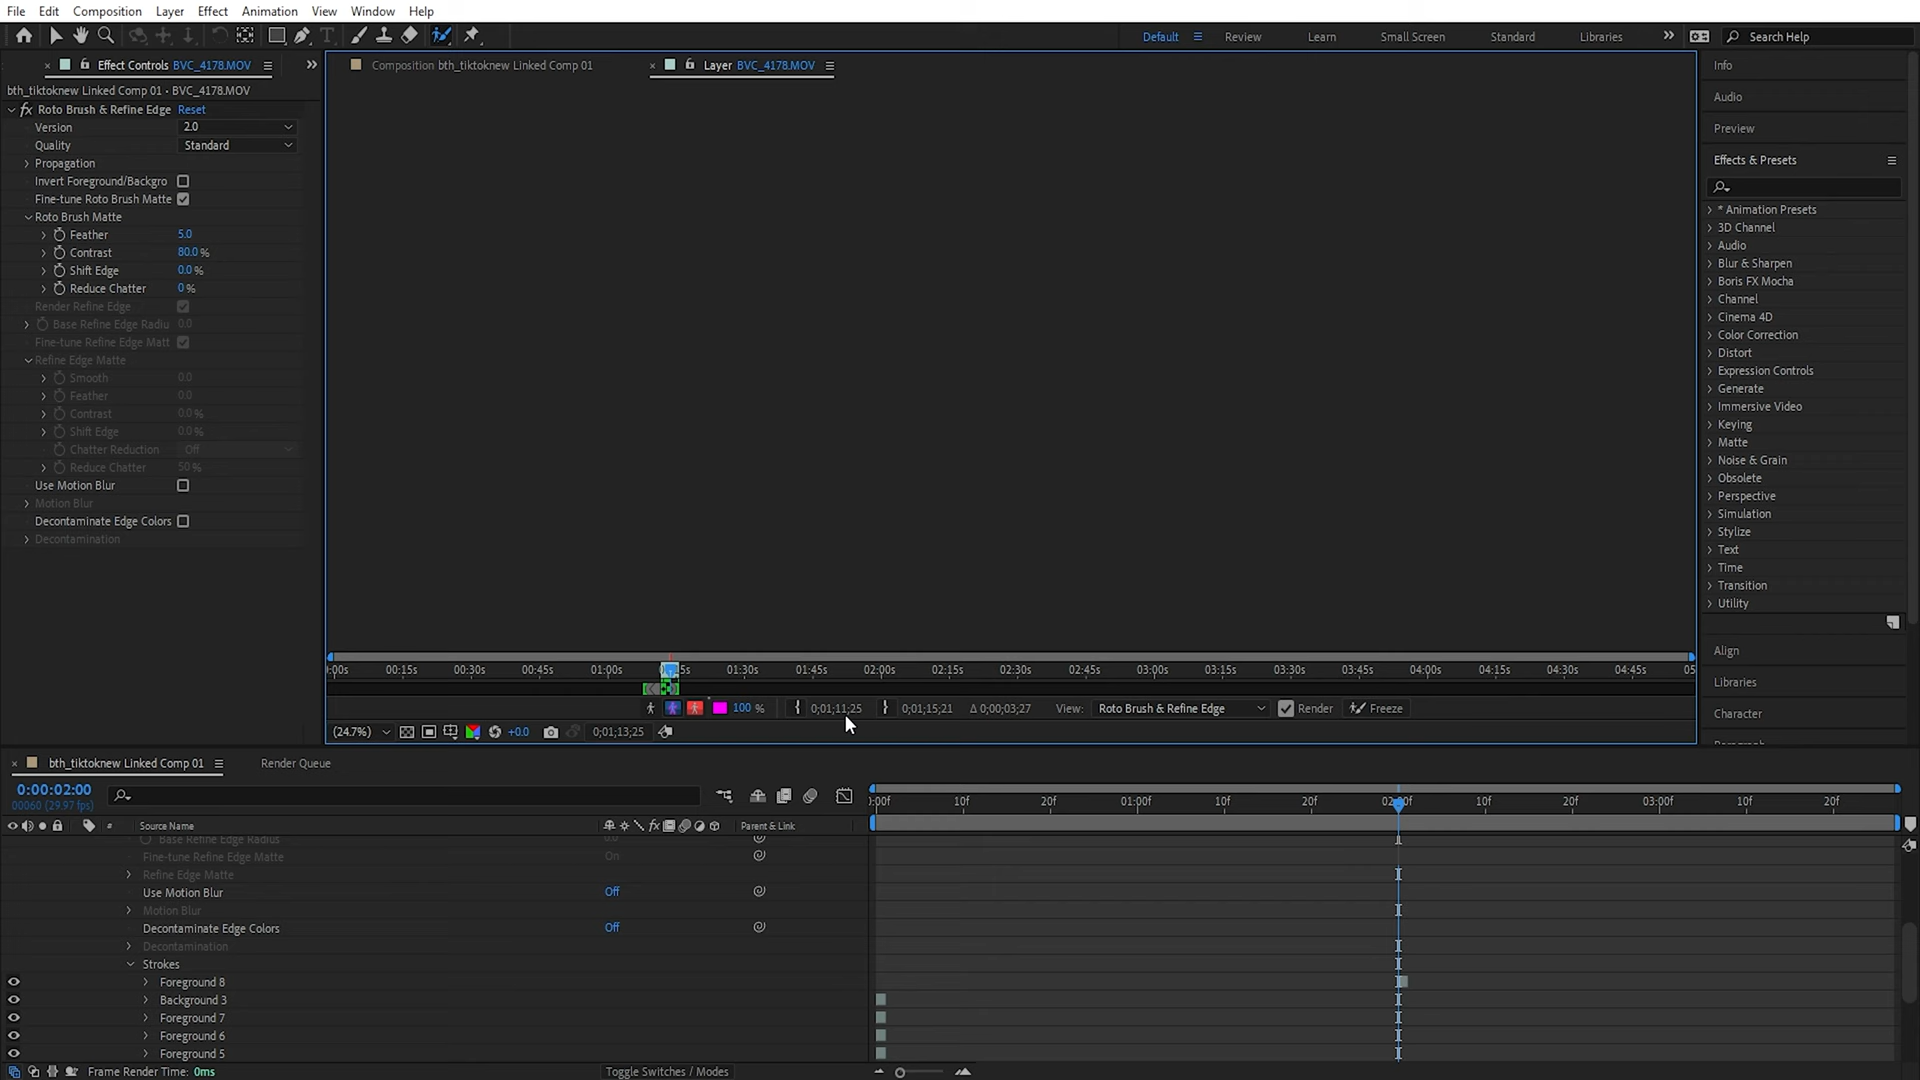 File Edit Composition Layer Effect Animation View Window Help
Default Review Learn Small Screen Standard Libraries Search Help
Effect Controls BVC_4178.MOV
Composition bth_tiktoknew Linked Comp 01
Layer BVC_4178.MOV
bth_tiktoknew Linked Comp 01 • BVC_4178.MOV
fx Roto Brush & Refine Edge Reset
Version 2.0
Quality Standard
Propagation
Invert Foreground/Backgro
Fine-tune Roto Brush Matte
Roto Brush Matte
Feather 5.0
Contrast 80.0 %
Shift Edge 0.0 %
Reduce Chatter 0 %
Render Refine Edge
Base Refine Edge Radiu 0.0
Fine-tune Refine Edge Matt
Refine Edge Matte
Smooth 0.0
Feather 0.0
Contrast 0.0 %
Shift Edge 0.0 %
Chatter Reduction Off
Reduce Chatter 50 %
Use Motion Blur
Motion Blur
Decontaminate Edge Colors
Decontamination
Info
Audio
Preview
Effects & Presets
* Animation Presets
3D Channel
Audio
Blur & Sharpen
Boris FX Mocha
Channel
Cinema 4D
Color Correction
Distort
Expression Controls
Generate
Immersive Video
Keying
Matte
Noise & Grain
Obsolete
Perspective
Simulation
Stylize
Text
Time
Transition
Utility
Align
Libraries
Character
:00s 00:15s 00:30s 00:45s 01:00s 5s 01:30s 01:45s 02:00s 02:15s 02:30s 02:45s 03:00s 03:15s 03:30s 03:45s 04:00s 04:15s 04:30s 04:45s 05
100 % 0;01;11;25 0;01;15;21 Δ 0;00;03;27 View: Roto Brush & Refine Edge Render Freeze
(24.7%) +0.0 0;01;13;25
bth_tiktoknew Linked Comp 01 Render Queue
0:00:02:00
00060 (29.97 fps)
:00f 10f 20f 01:00f 10f 20f 02:00f 10f 20f 03:00f 10f 20f
# Source Name fx Parent & Link
Base Refine Edge Radius 0.0
Fine-tune Refine Edge Matte On
Refine Edge Matte
Use Motion Blur Off
Motion Blur
Decontaminate Edge Colors Off
Decontamination
Strokes
Foreground 8
Background 3
Foreground 7
Foreground 6
Foreground 5
Frame Render Time: 0ms Toggle Switches / Modes